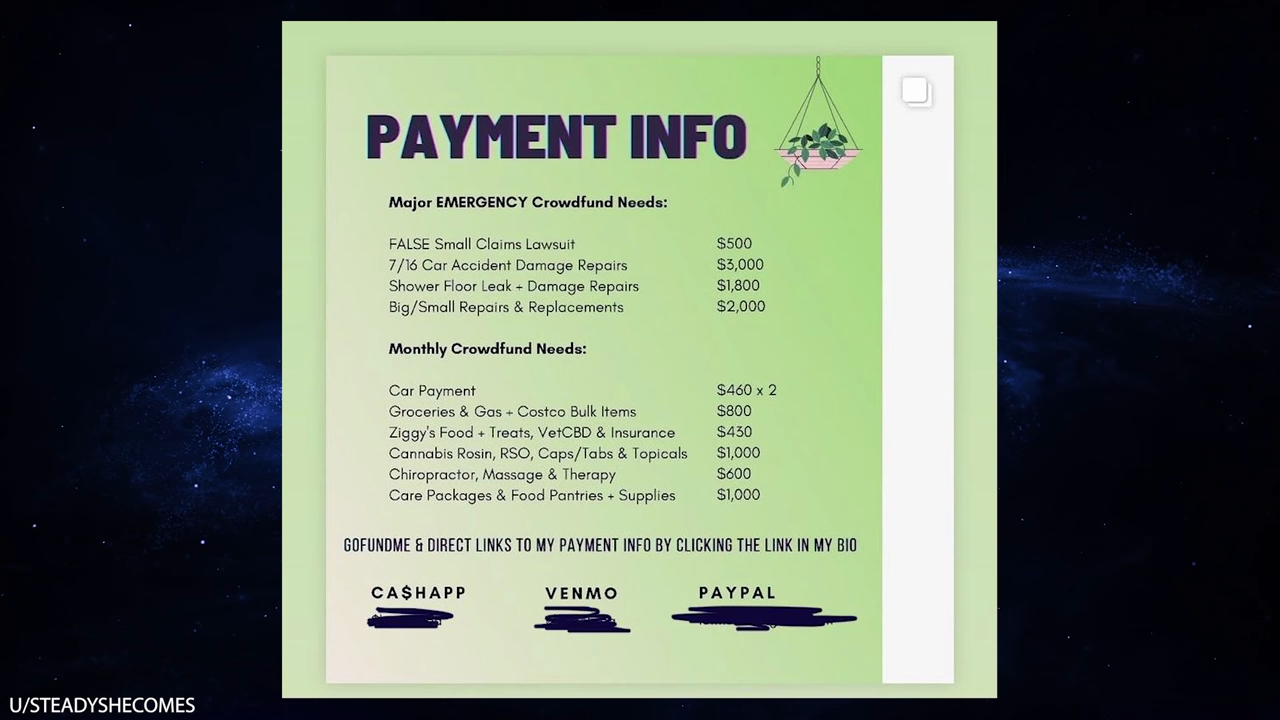 PAYMENT INFO
Major EMERGENCY Crowdfund Needs:
FALSE Small Claims Lawsuit $500
7/16 Car Accident Damage Repairs $3,000
Shower Floor Leak + Damage Repairs $1,800
Big/Small Repairs & Replacements $2,000
Monthly Crowdfund Needs:
Car Payment $460 x 2
Groceries & Gas + Costco Bulk Items $800
Ziggy's Food + Treats, VetCBD & Insurance $430
Cannabis Rosin, RSO, Caps/Tabs & Topicals $1,000
Chiropractor, Massage & Therapy $600
Care Packages & Food Pantries + Supplies $1,000
GOFUNDME & DIRECT LINKS TO MY PAYMENT INFO BY CLICKING THE LINK IN MY BIO
CA$HAPP VENMO PAYPAL
U/STEADYSHECOMES